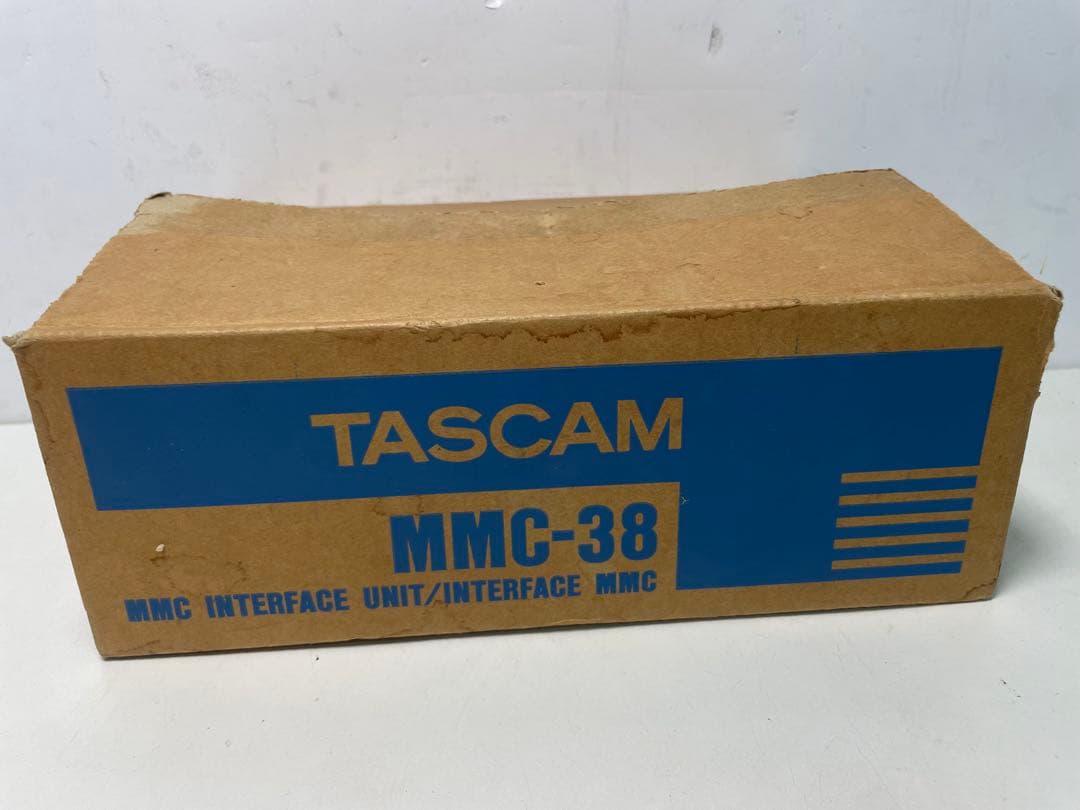 TASCAM
MMC-38
MMC INTERFACE UNIT/INTERFACE MMC